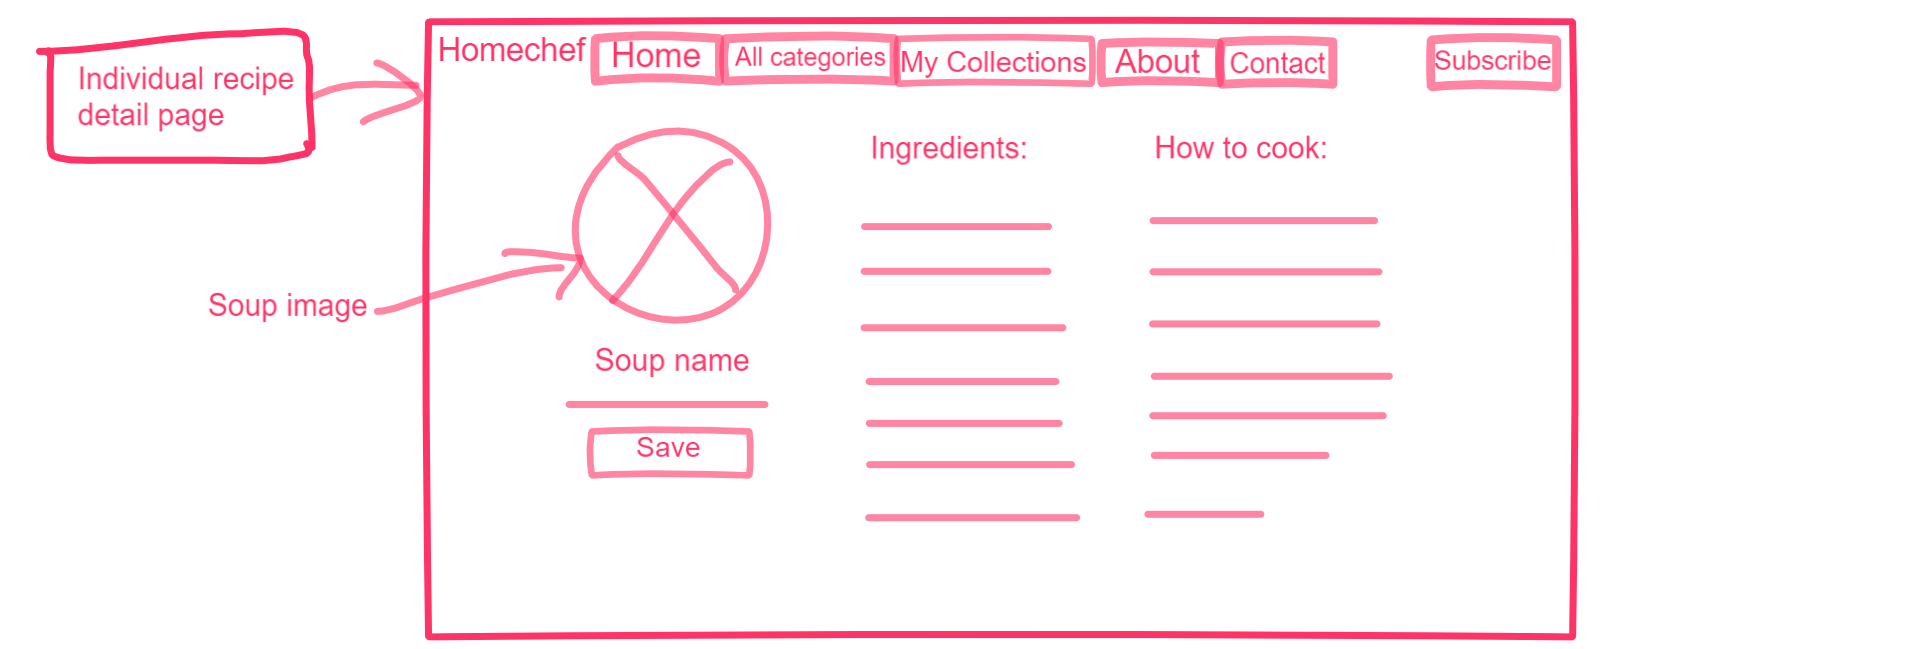 Individual recipe
detail page
Homechef Home All categories My Collections About Contact Subscribe
Soup image
Soup name
Save
Ingredients:
How to cook: